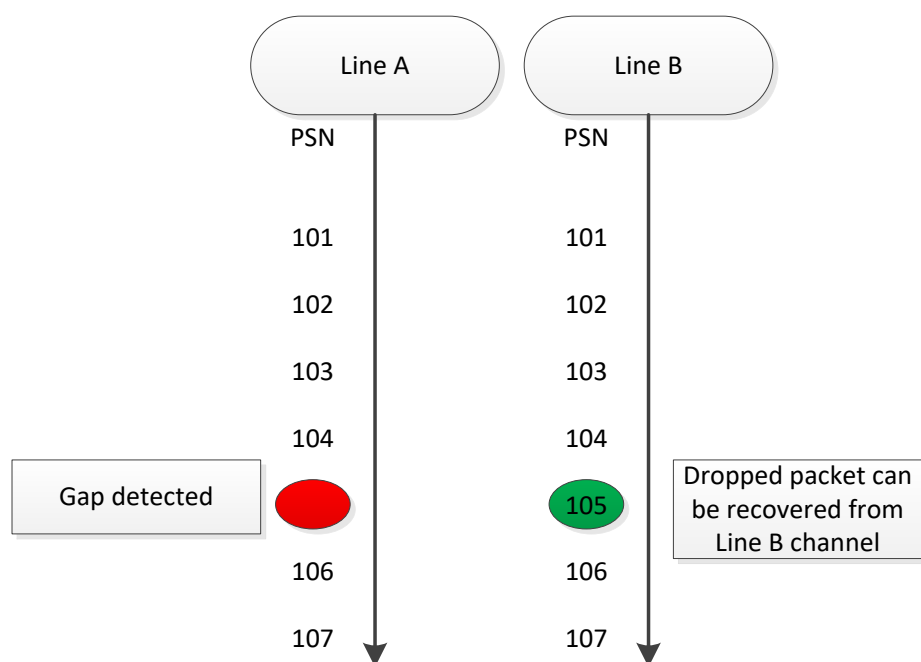 Line A
Line B
PSN
PSN
101
101
102
102
103
103
104
104
Gap detected
105
Dropped packet can
be recovered from
Line B channel
106
106
107
107